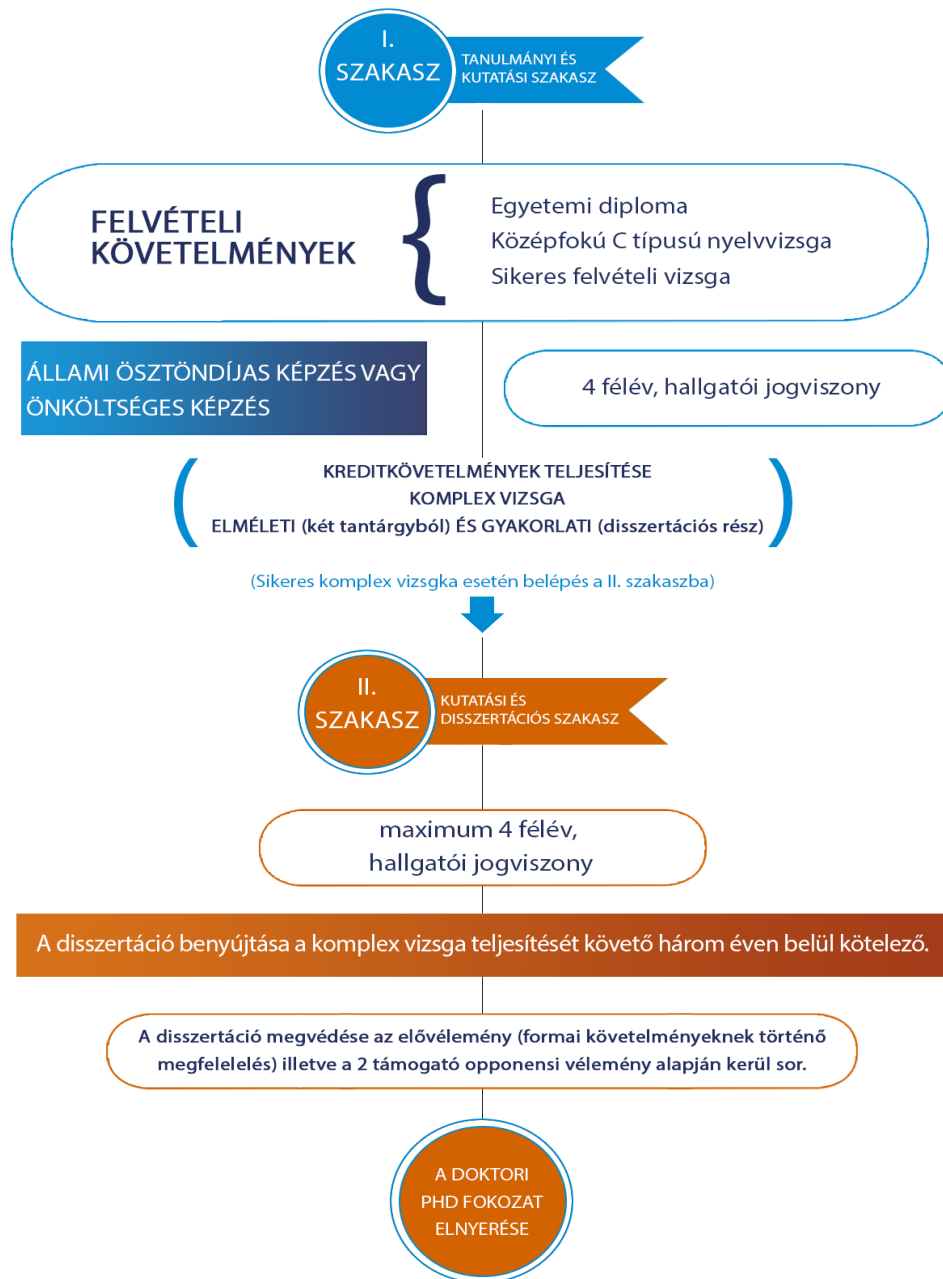 I.
SZAKASZ
TANULMÁNYI ÉS
KUTATÁSI SZAKASZ
FELVÉTELI
KÖVETELMÉNYEK
{
Egyetemi diploma
Középfokú C típusú nyelvvizsga
Sikeres felvételi vizsga
ÁLLAMI ÖSZTÖNDÍJAS KÉPZÉS VAGY
ÖNKÖLTSÉGES KÉPZÉS
4 félév, hallgatói jogviszony
(
KREDITKÖVETELMÉNYEK TELJESÍTÉSE
KOMPLEX VIZSGA
ELMÉLETI (két tantárgyból) ÉS GYAKORLATI (disszertációs rész)
)
(Sikeres komplex vizsgka esetén belépés a II. szakaszba)
II.
SZAKASZ
KUTATÁSI ÉS
DISSZERTÁCIÓS SZAKASZ
maximum 4 félév,
hallgatói jogviszony
A disszertáció benyújtása a komplex vizsga teljesítését követő három éven belül kötelező.
A disszertáció megvédése az elővélemény (formai követelményeknek történő
megfelelelés) illetve a 2 támogató opponensi vélemény alapján kerül sor.
A DOKTORI
PHD FOKOZAT
ELNYERÉSE